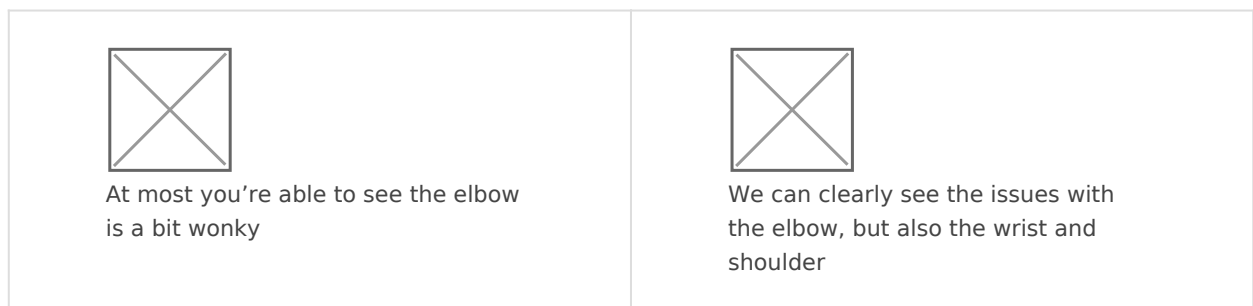 At most you’re able to see the elbow
is a bit wonky
We can clearly see the issues with
the elbow, but also the wrist and
shoulder